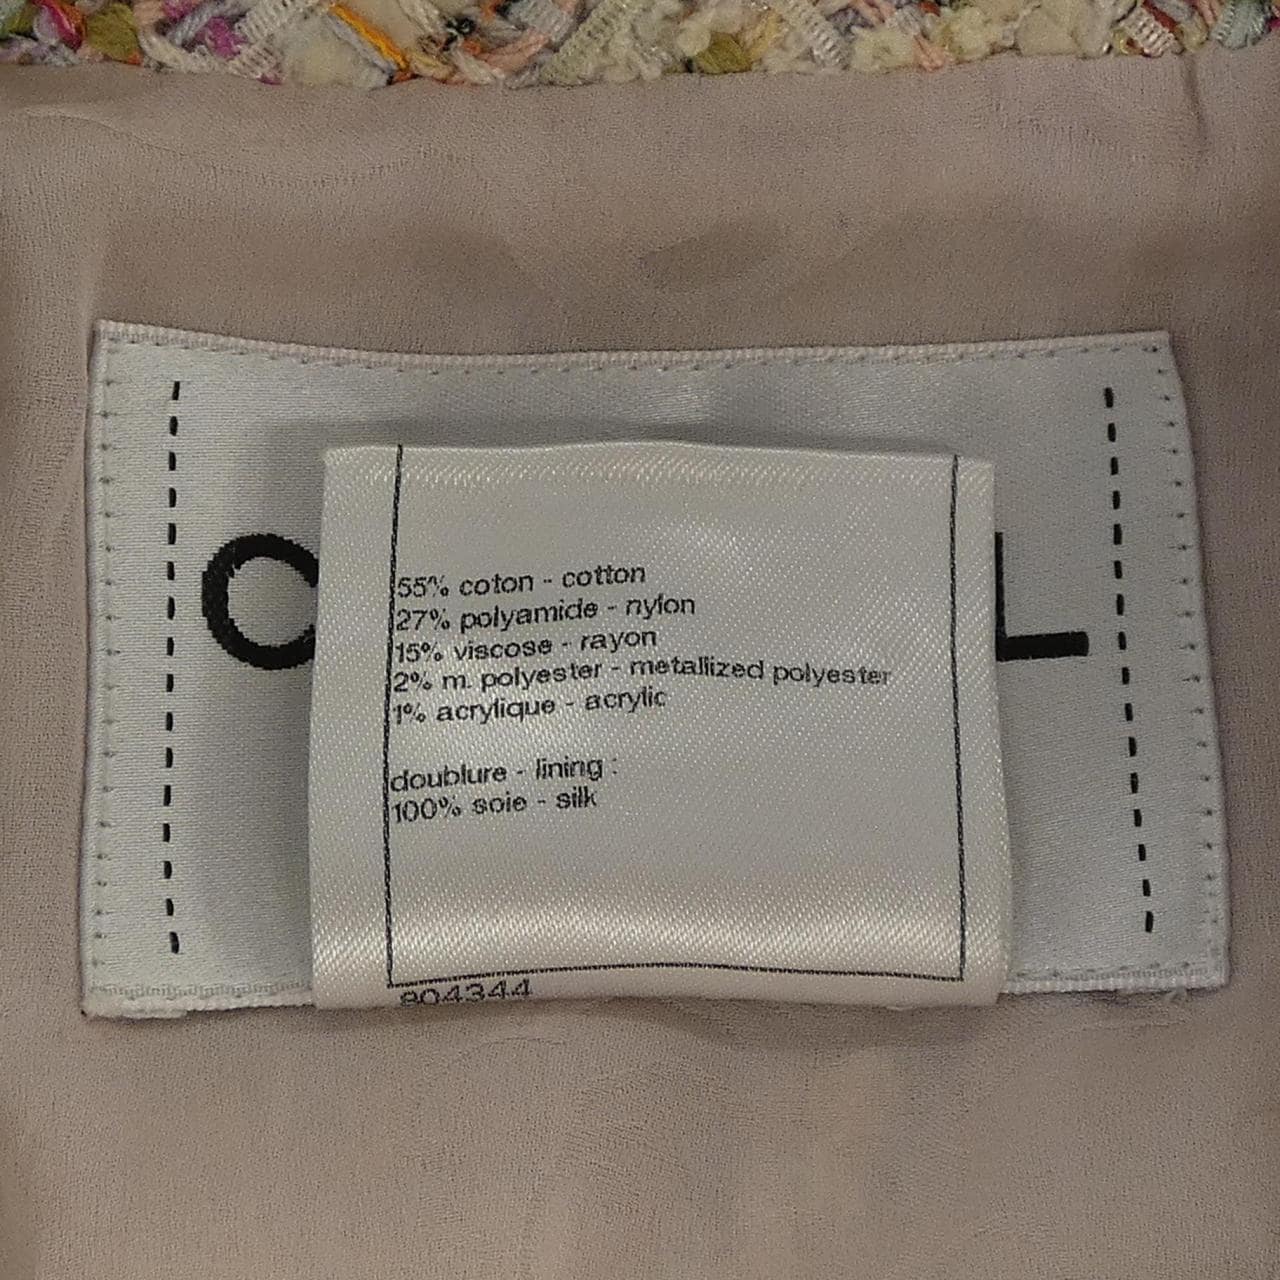 C L
55% coton - cotton
27% polyamide - nylon
15% viscose - rayon
2% m. polyester - metallized polyester
1% acrylique - acrylic
doublure - lining :
100% soie - silk
804344